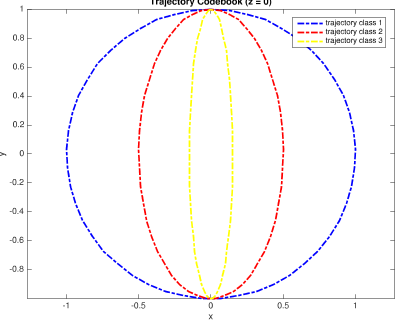 Trajectory Codebook (z = 0)
trajectory class 1
trajectory class 2
trajectory class 3
1
0.8
0.6
0.4
0.2
0
-0.2
-0.4
-0.6
-0.8
y
-1
-0.5
0
0.5
1
x